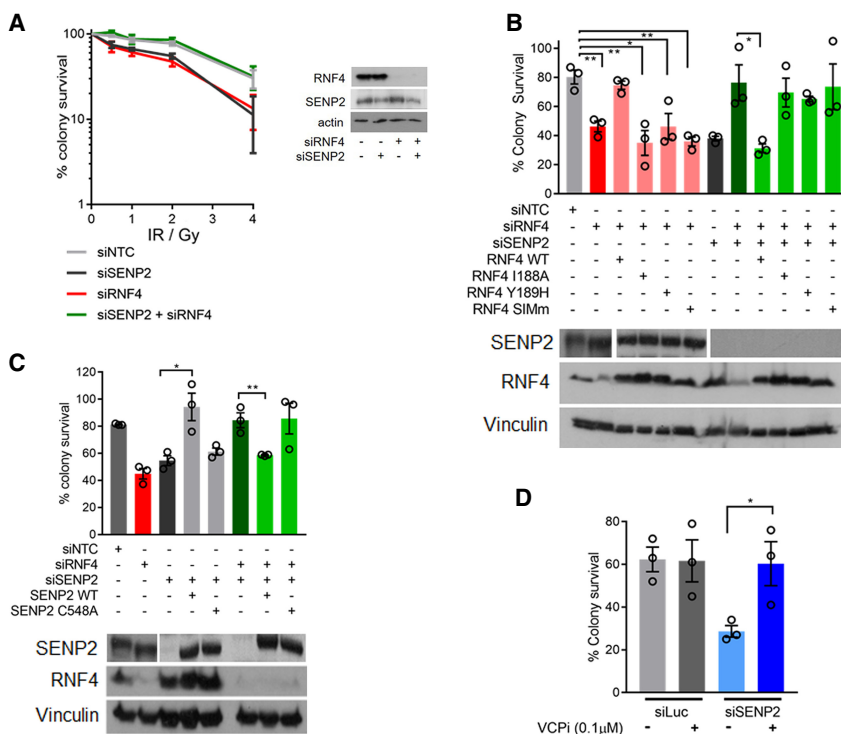 A
% colony survival
100
10
1
0
1
2
3
4
IR / Gy
siNTC
siSENP2
siRNF4
siSENP2 + siRNF4
RNF4
SENP2
actin
siRNF4 - - + +
siSENP2 - + - +
B
% Colony Survival
100
80
60
40
20
0
** ** * ** * *
siNTC + - - - - - - - - - - -
siRNF4 - + + + + + - + + + + +
siSENP2 - - - - - - + + + + + +
RNF4 WT - - + - - - - - + - - -
RNF4 I188A - - - + - - - - - + - -
RNF4 Y189H - - - - + - - - - - + -
RNF4 SIMm - - - - - + - - - - - +
SENP2
RNF4
Vinculin
C
% colony survival
120
100
80
60
40
20
0
* **
siNTC + - - - - - - -
siRNF4 - + - - - + + +
siSENP2 - - + + + + + +
SENP2 WT - - - + - - + -
SENP2 C548A - - - - + - - +
SENP2
RNF4
Vinculin
D
% Colony survival
80
60
40
20
0
*
siLuc siSENP2
VCPi (0.1µM) - + - +